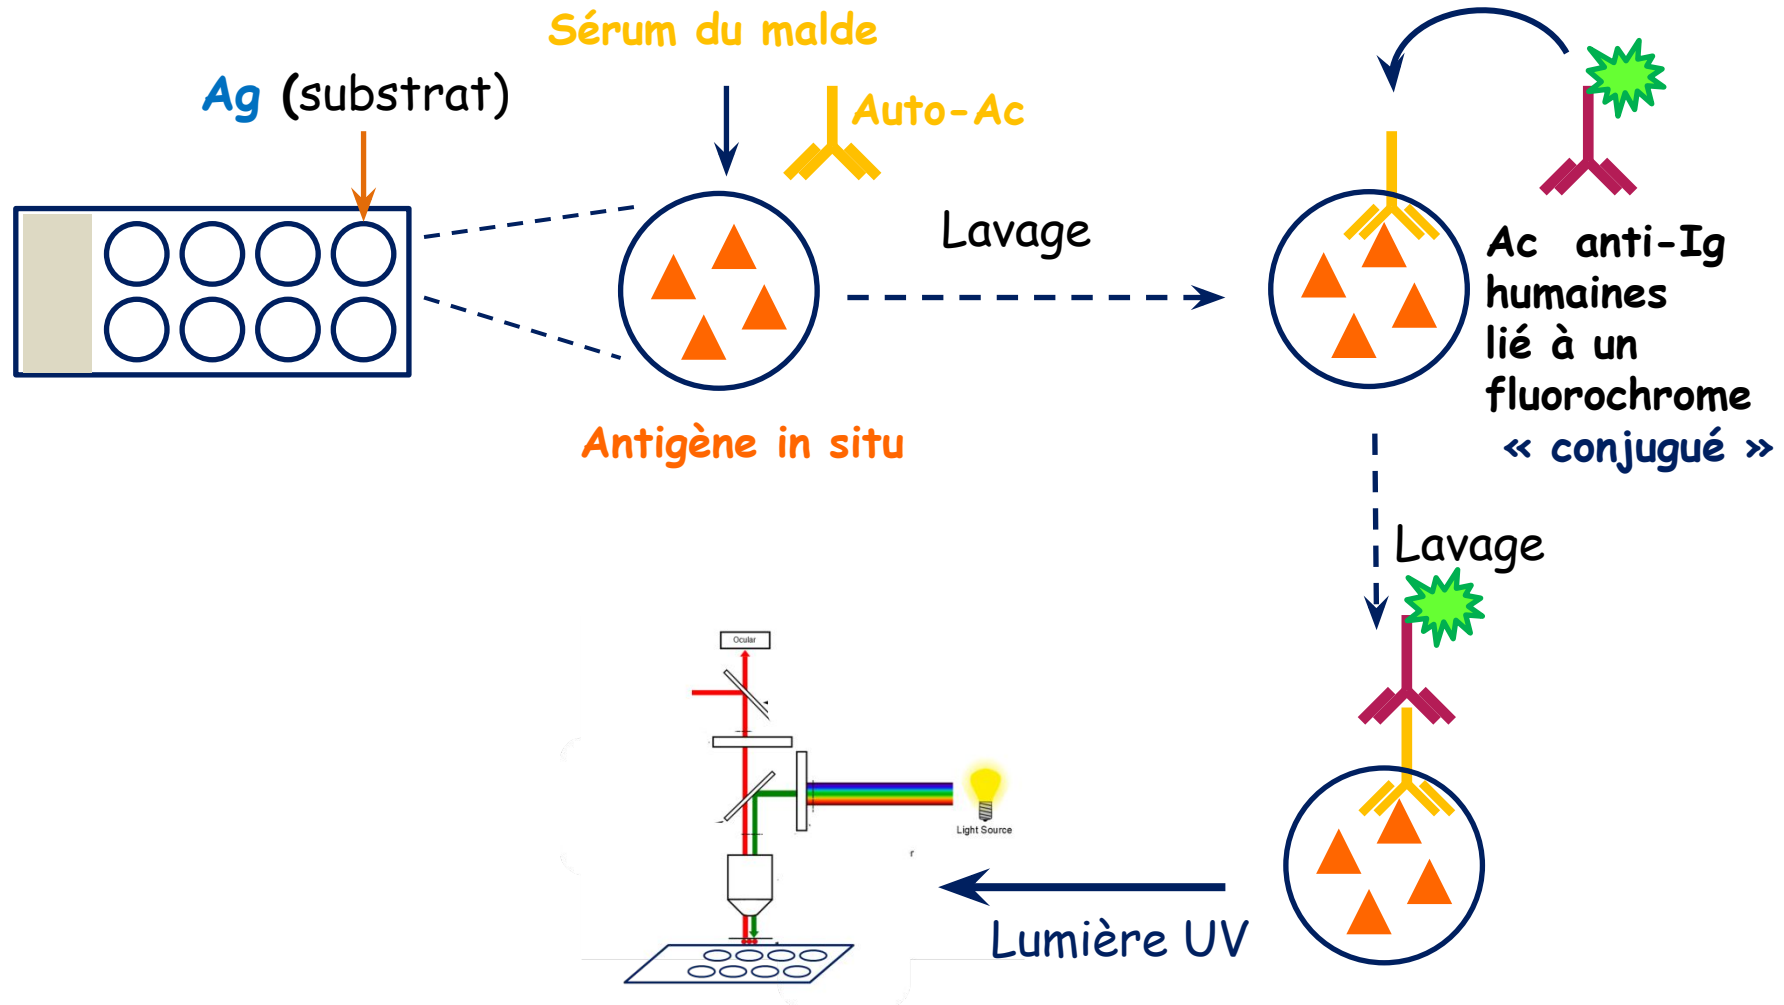 Sérum du malde
Ag (substrat)
Auto-Ac
Lavage
Ac anti-Ig
humaines
lié à un
fluorochrome
« conjugué »
Antigène in situ
Lavage
Ocular
Light Source
r
Lumière UV